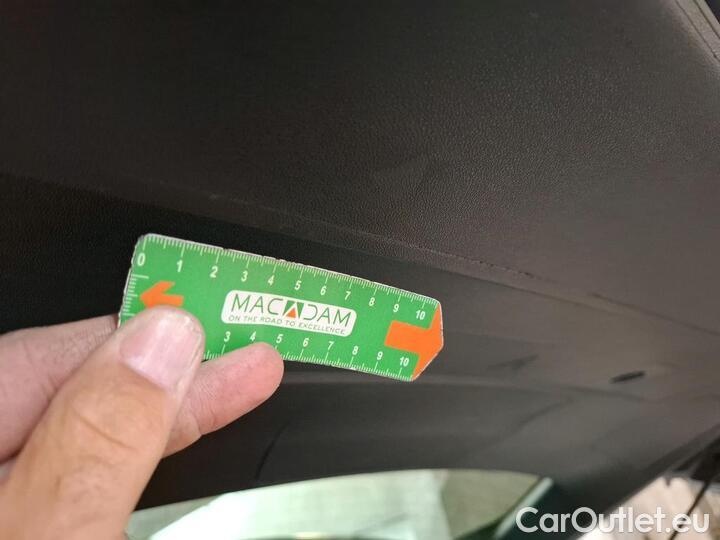 0 1 2 3 4 5 6 7 8 9 10
MACADAM
ON THE ROAD TO EXCELLENCE
3 4 5 6 7 8 9 10
CarOutlet.eu